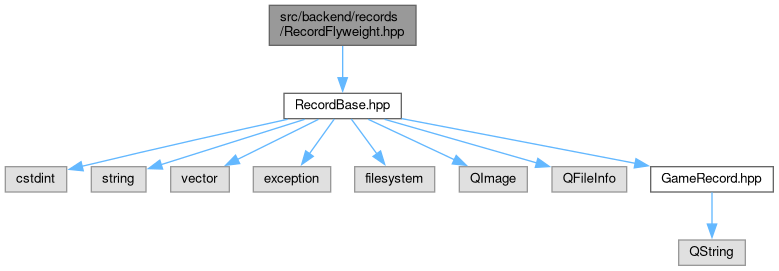 src/backend/records
/RecordFlyweight.hpp
RecordBase.hpp
cstdint
string
vector
exception
filesystem
QImage
QFileInfo
GameRecord.hpp
QString